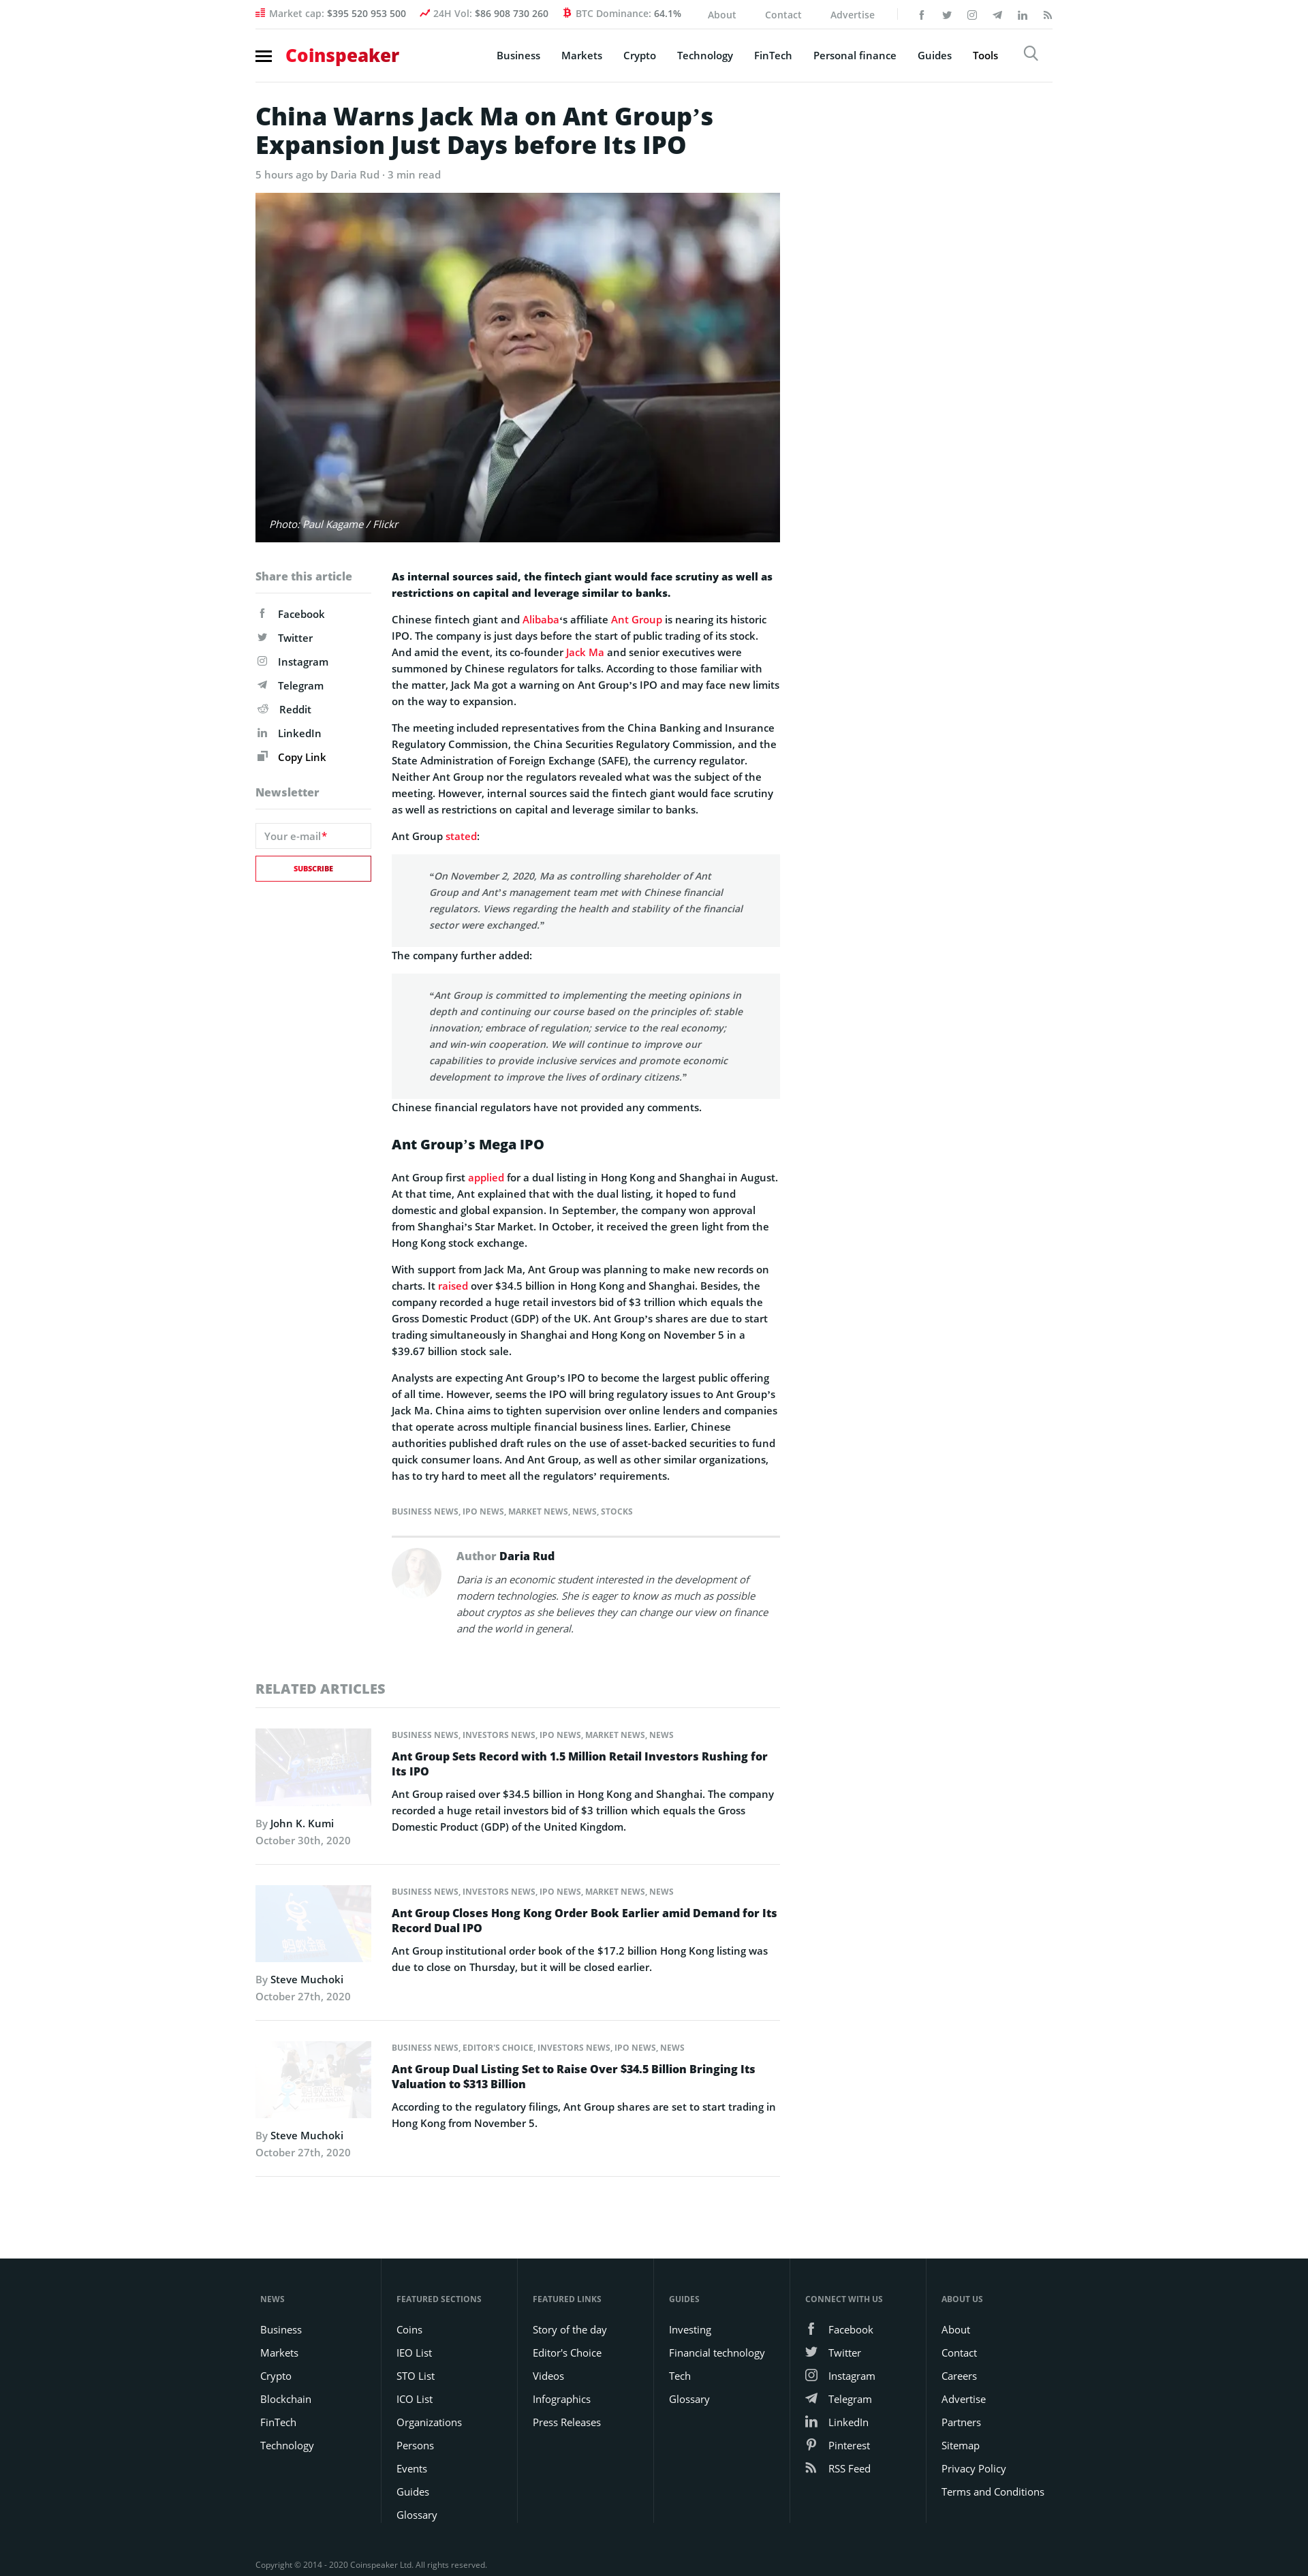 Market cap: $395 520 953 500 24H Vol: $86 908 730 260 BTC Dominance: 64.1% About Contact Advertise
Coinspeaker Business Markets Crypto Technology FinTech Personal finance Guides Tools
China Warns Jack Ma on Ant Group’s
Expansion Just Days before Its IPO
5 hours ago by Daria Rud · 3 min read
Photo: Paul Kagame / Flickr
Share this article
Facebook
Twitter
Instagram
Telegram
Reddit
LinkedIn
Copy Link
Newsletter
Your e-mail*
SUBSCRIBE
As internal sources said, the fintech giant would face scrutiny as well as
restrictions on capital and leverage similar to banks.
Chinese fintech giant and Alibaba‘s affiliate Ant Group is nearing its historic
IPO. The company is just days before the start of public trading of its stock.
And amid the event, its co-founder Jack Ma and senior executives were
summoned by Chinese regulators for talks. According to those familiar with
the matter, Jack Ma got a warning on Ant Group’s IPO and may face new limits
on the way to expansion.
The meeting included representatives from the China Banking and Insurance
Regulatory Commission, the China Securities Regulatory Commission, and the
State Administration of Foreign Exchange (SAFE), the currency regulator.
Neither Ant Group nor the regulators revealed what was the subject of the
meeting. However, internal sources said the fintech giant would face scrutiny
as well as restrictions on capital and leverage similar to banks.
Ant Group stated:
“On November 2, 2020, Ma as controlling shareholder of Ant
Group and Ant’s management team met with Chinese financial
regulators. Views regarding the health and stability of the financial
sector were exchanged.”
The company further added:
“Ant Group is committed to implementing the meeting opinions in
depth and continuing our course based on the principles of: stable
innovation; embrace of regulation; service to the real economy;
and win-win cooperation. We will continue to improve our
capabilities to provide inclusive services and promote economic
development to improve the lives of ordinary citizens.”
Chinese financial regulators have not provided any comments.
Ant Group’s Mega IPO
Ant Group first applied for a dual listing in Hong Kong and Shanghai in August.
At that time, Ant explained that with the dual listing, it hoped to fund
domestic and global expansion. In September, the company won approval
from Shanghai’s Star Market. In October, it received the green light from the
Hong Kong stock exchange.
With support from Jack Ma, Ant Group was planning to make new records on
charts. It raised over $34.5 billion in Hong Kong and Shanghai. Besides, the
company recorded a huge retail investors bid of $3 trillion which equals the
Gross Domestic Product (GDP) of the UK. Ant Group’s shares are due to start
trading simultaneously in Shanghai and Hong Kong on November 5 in a
$39.67 billion stock sale.
Analysts are expecting Ant Group’s IPO to become the largest public offering
of all time. However, seems the IPO will bring regulatory issues to Ant Group’s
Jack Ma. China aims to tighten supervision over online lenders and companies
that operate across multiple financial business lines. Earlier, Chinese
authorities published draft rules on the use of asset-backed securities to fund
quick consumer loans. And Ant Group, as well as other similar organizations,
has to try hard to meet all the regulators’ requirements.
BUSINESS NEWS, IPO NEWS, MARKET NEWS, NEWS, STOCKS
Author Daria Rud
Daria is an economic student interested in the development of
modern technologies. She is eager to know as much as possible
about cryptos as she believes they can change our view on finance
and the world in general.
RELATED ARTICLES
BUSINESS NEWS, INVESTORS NEWS, IPO NEWS, MARKET NEWS, NEWS
Ant Group Sets Record with 1.5 Million Retail Investors Rushing for
Its IPO
Ant Group raised over $34.5 billion in Hong Kong and Shanghai. The company
recorded a huge retail investors bid of $3 trillion which equals the Gross
Domestic Product (GDP) of the United Kingdom.
By John K. Kumi
October 30th, 2020
BUSINESS NEWS, INVESTORS NEWS, IPO NEWS, MARKET NEWS, NEWS
Ant Group Closes Hong Kong Order Book Earlier amid Demand for Its
Record Dual IPO
Ant Group institutional order book of the $17.2 billion Hong Kong listing was
due to close on Thursday, but it will be closed earlier.
By Steve Muchoki
October 27th, 2020
BUSINESS NEWS, EDITOR'S CHOICE, INVESTORS NEWS, IPO NEWS, NEWS
Ant Group Dual Listing Set to Raise Over $34.5 Billion Bringing Its
Valuation to $313 Billion
According to the regulatory filings, Ant Group shares are set to start trading in
Hong Kong from November 5.
By Steve Muchoki
October 27th, 2020
NEWS
Business
Markets
Crypto
Blockchain
FinTech
Technology
FEATURED SECTIONS
Coins
IEO List
STO List
ICO List
Organizations
Persons
Events
Guides
Glossary
FEATURED LINKS
Story of the day
Editor's Choice
Videos
Infographics
Press Releases
GUIDES
Investing
Financial technology
Tech
Glossary
CONNECT WITH US
Facebook
Twitter
Instagram
Telegram
LinkedIn
Pinterest
RSS Feed
ABOUT US
About
Contact
Careers
Advertise
Partners
Sitemap
Privacy Policy
Terms and Conditions
Copyright © 2014 - 2020 Coinspeaker Ltd. All rights reserved.